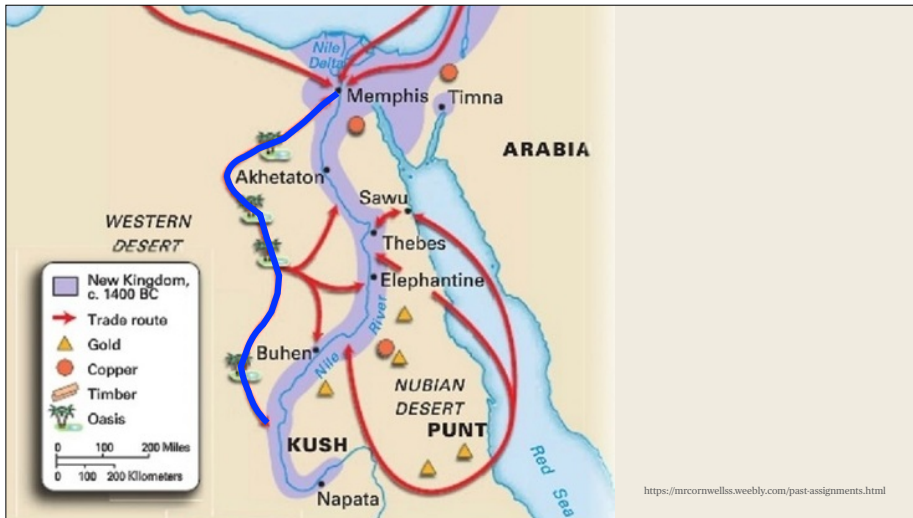 Nile
Delta
Memphis
Timna
ARABIA
Akhetaton
Sawu
WESTERN
DESERT
Thebes
Elephantine
New Kingdom,
c. 1400 BC
Trade route
Gold
Copper
Timber
Oasis
0 100 200 Miles
0 100 200 Kilometers
Buhen
Nile
River
NUBIAN
DESERT
PUNT
KUSH
Napata
Red Sea
https://mrcornwellss.weebly.com/past-assignments.html